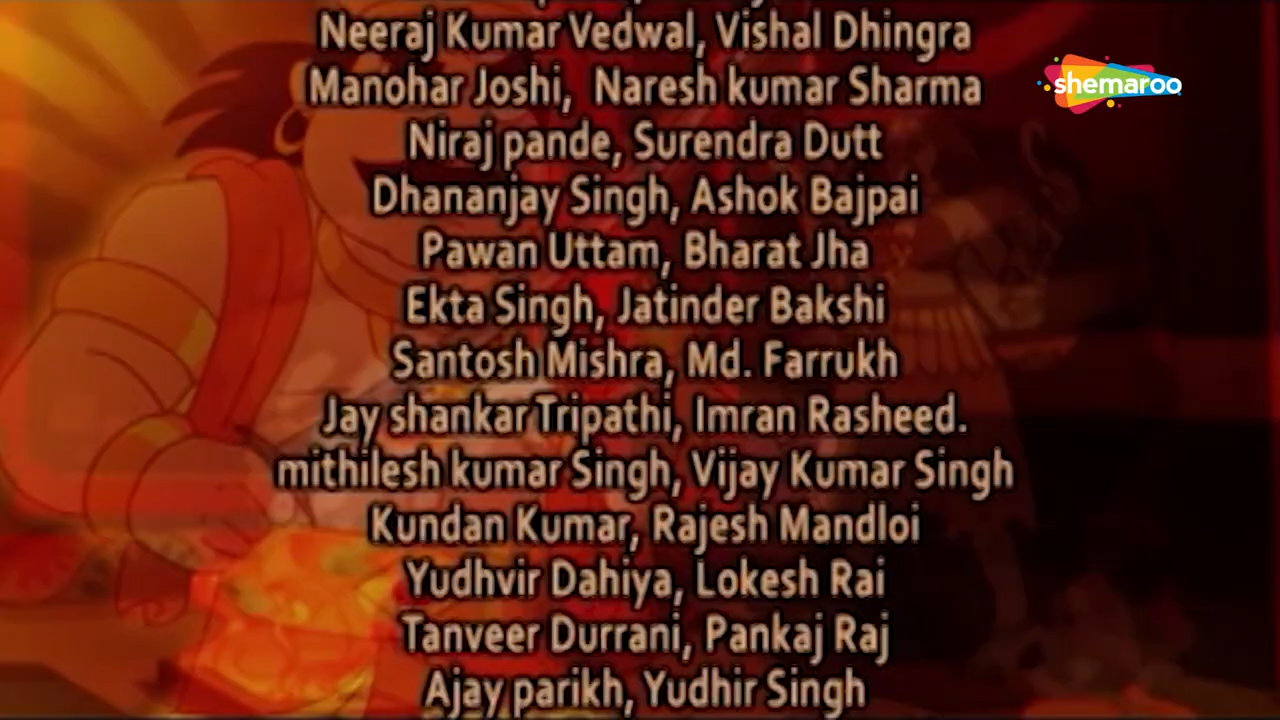 Neeraj Kumar Vedwal, Vishal Dhingra
shemaroo
Manohar Joshi, Naresh kumar Sharma
Niraj pande, Surendra Dutt
Dhananjay Singh, Ashok Bajpai
Pawan Uttam, Bharat Jha
Ekta Singh, Jatinder Bakshi
Santosh Mishra, Md. Farrukh
Jay shankar Tripathi, Imran Rasheed.
mithilesh kumar Singh, Vijay Kumar Singh
Kundan Kumar, Rajesh Mandloi
Yudhvir Dahiya, Lokesh Rai
Tanveer Durrani, Pankaj Raj
Ajay parikh, Yudhir Singh